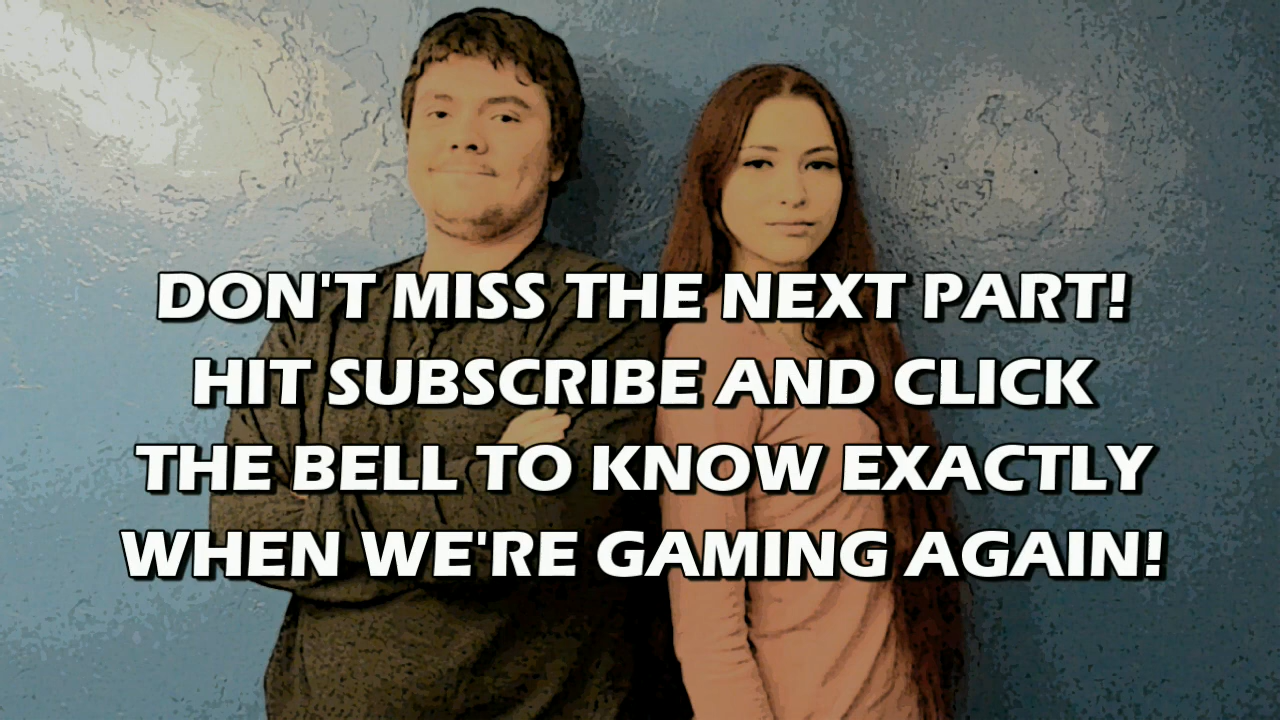 DON'T MISS THE NEXT PART!
HIT SUBSCRIBE AND CLICK
THE BELL TO KNOW EXACTLY
WHEN WE'RE GAMING AGAIN!